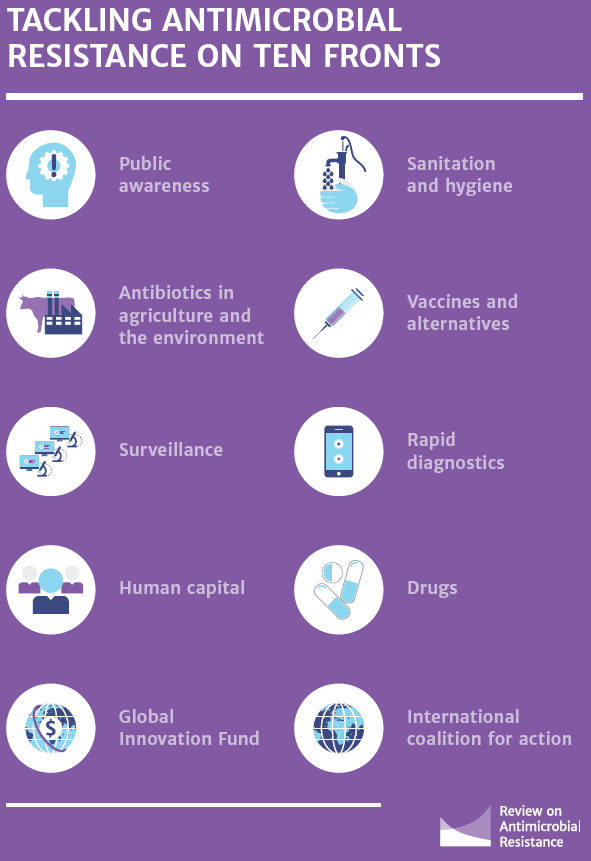 TACKLING ANTIMICROBIAL
RESISTANCE ON TEN FRONTS
Public
awareness
Sanitation
and hygiene
Antibiotics in
agriculture and
the environment
Vaccines and
alternatives
Surveillance
Rapid
diagnostics
Human capital
Drugs
$
Global
Innovation Fund
International
coalition for action
Review on
Antimicrobial
Resistance